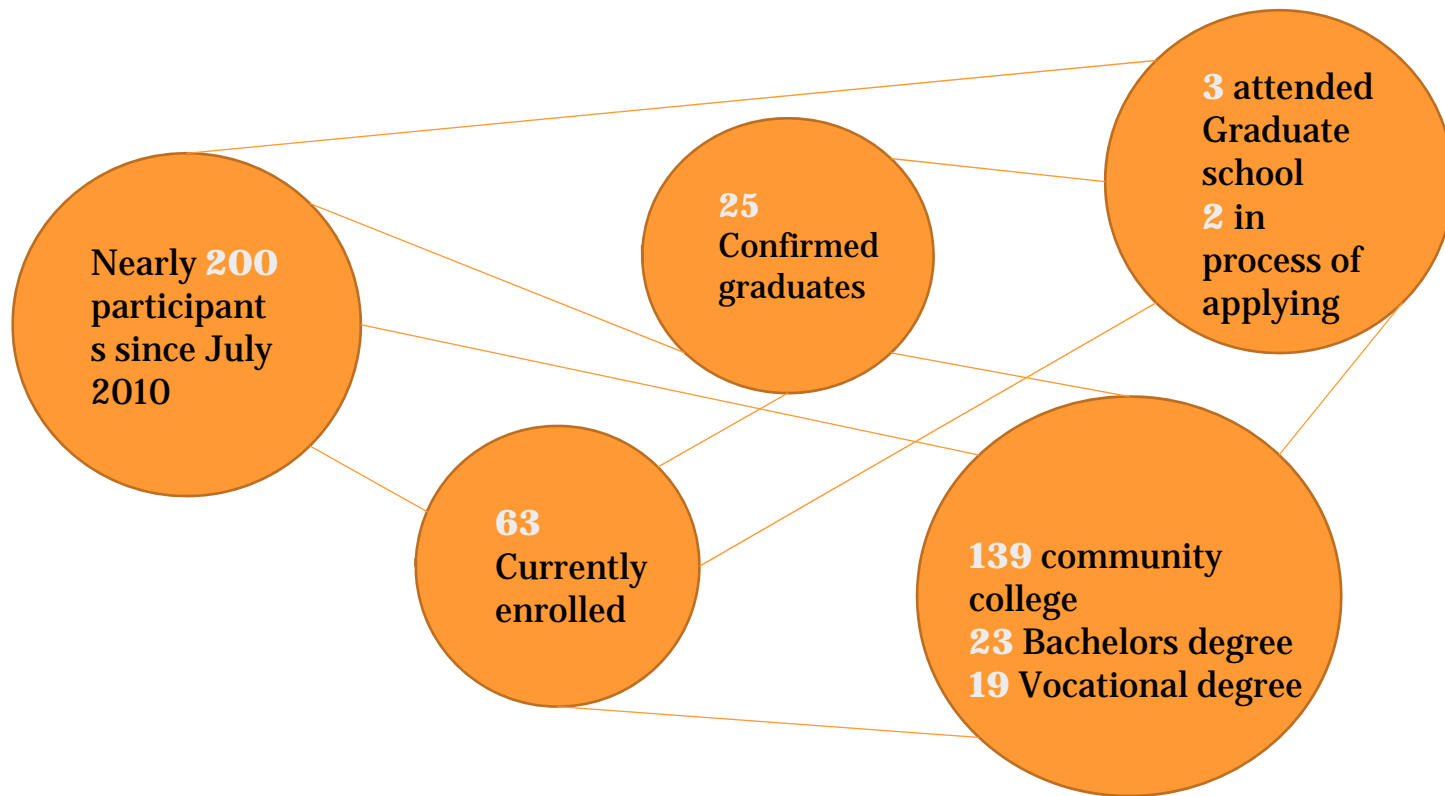 Nearly 200
participant
s since July
2010
25
Confirmed
graduates
3 attended
Graduate
school
2 in
process of
applying
63
Currently
enrolled
139 community
college
23 Bachelors degree
19 Vocational degree